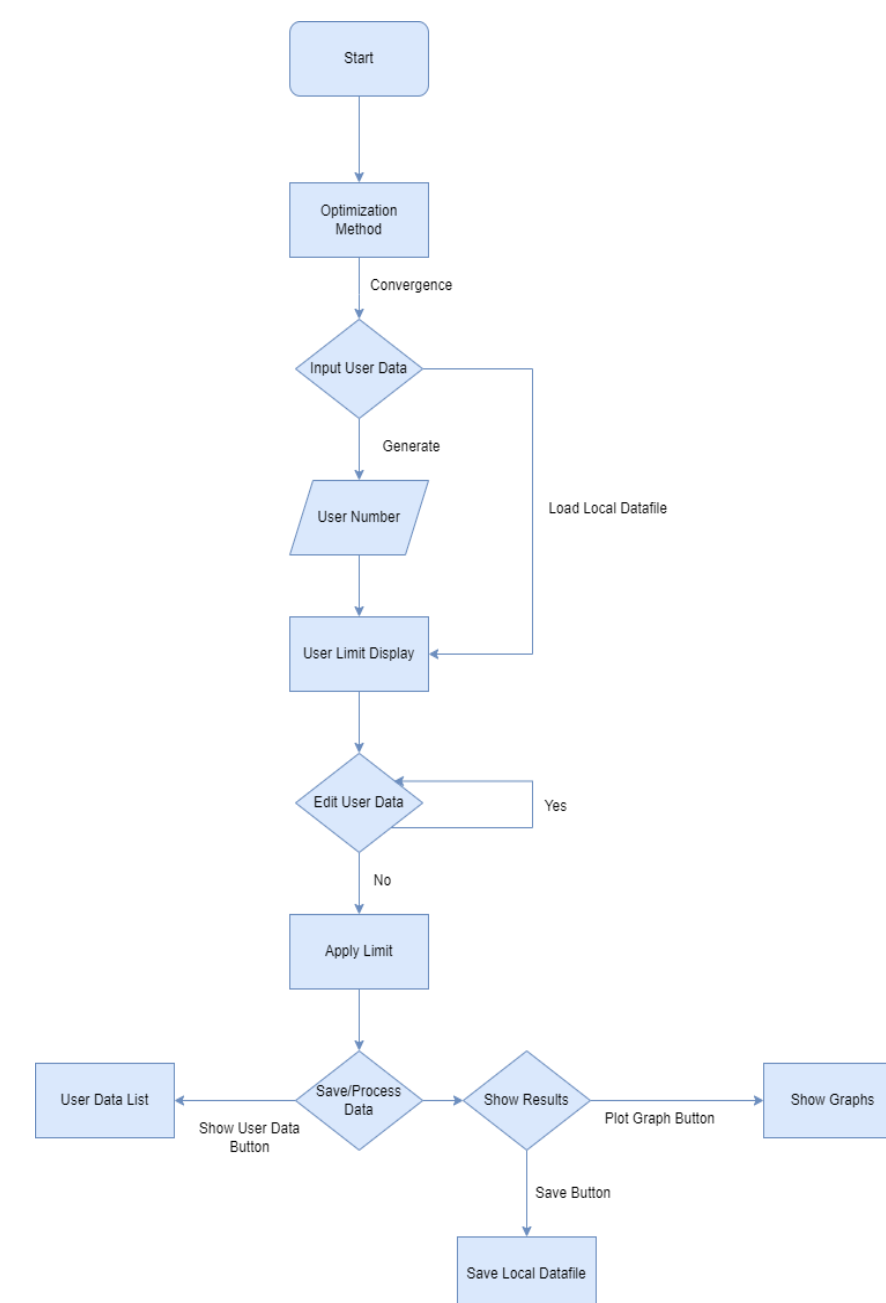 Start
Optimization
Method
Convergence
Input User Data
Generate
User Number
Load Local Datafile
User Limit Display
Edit User Data
Yes
No
Apply Limit
User Data List
Show User Data
Button
Save/Process
Data
Show Results
Plot Graph Button
Show Graphs
Save Button
Save Local Datafile